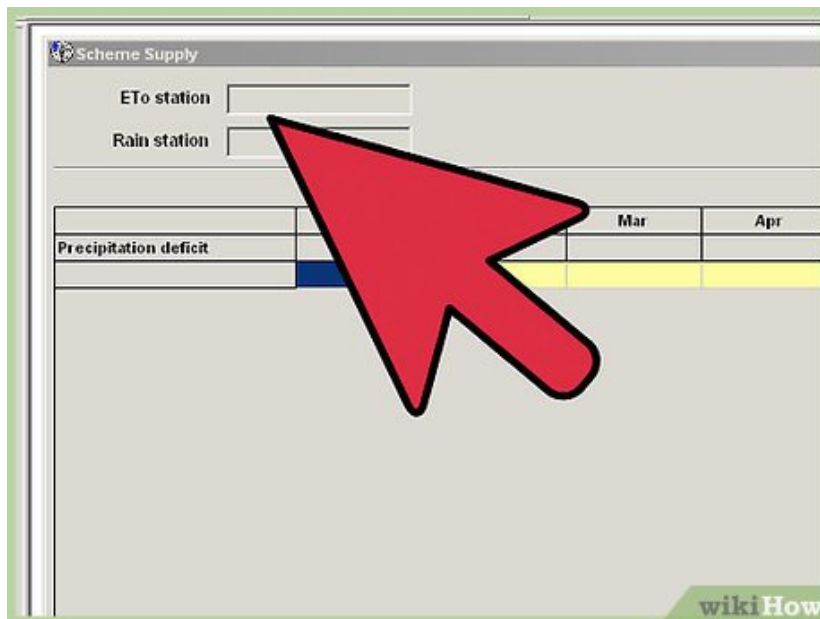 Scheme Supply
ETo station
Rain station
Mar Apr
Precipitation deficit
wikiHow